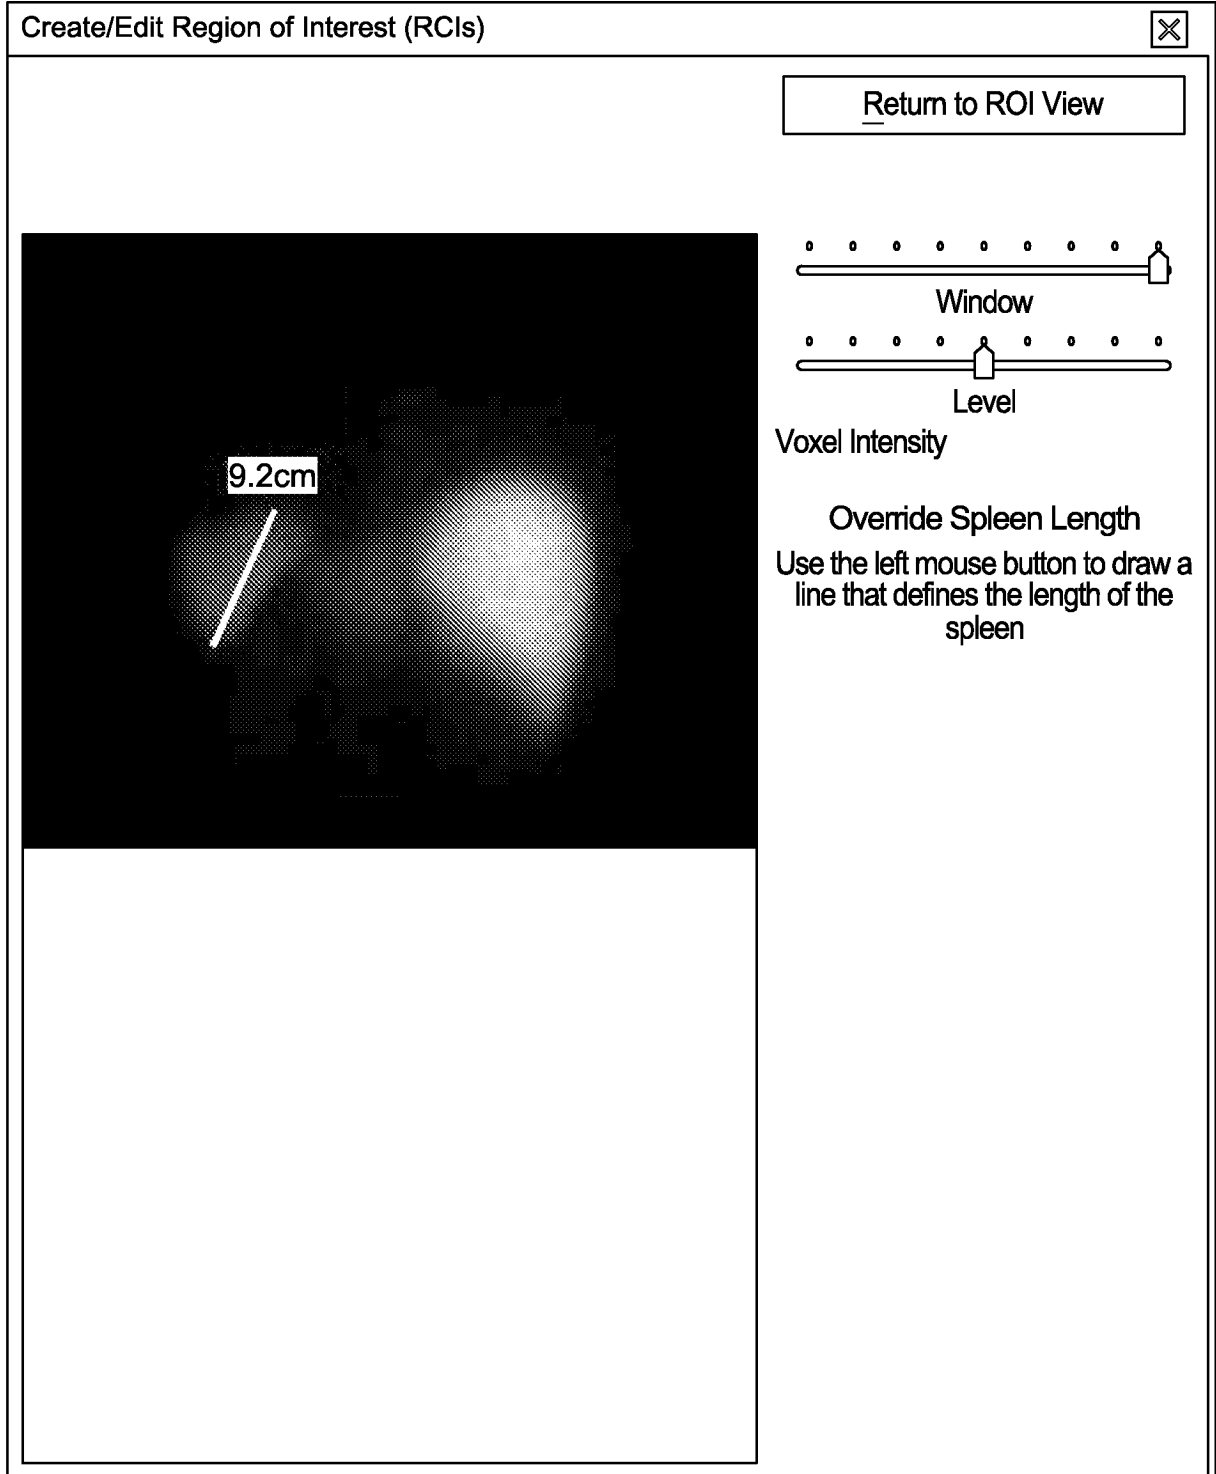 Create/Edit Region of Interest (RCIs)
Return to ROI View
Window
Level
Voxel Intensity
9.2cm
Override Spleen Length
Use the left mouse button to draw a
line that defines the length of the
spleen